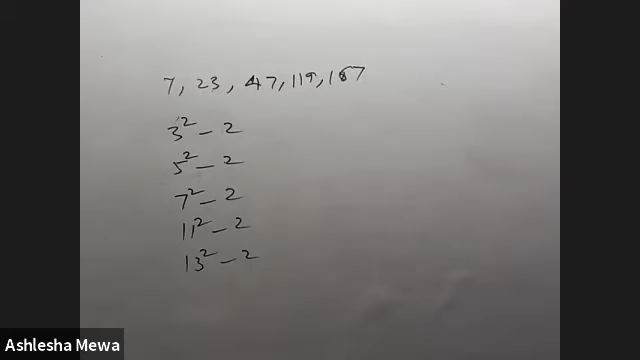 7, 23, 47, 119, 167
3² - 2
5² - 2
7² - 2
11² - 2
13² - 2
Ashlesha Mewa